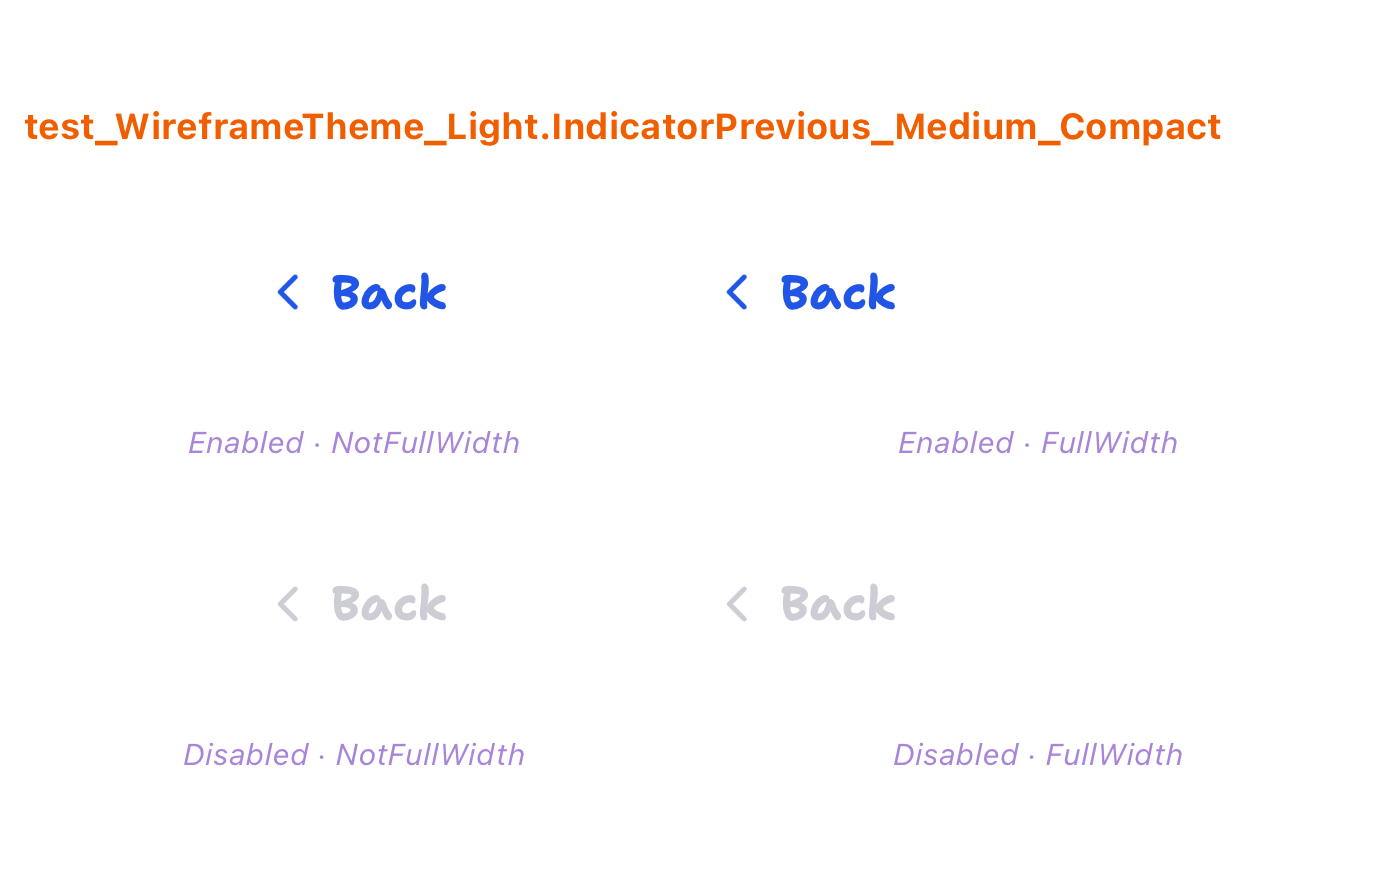 test_WireframeTheme_Light.IndicatorPrevious_Medium_Compact
Back
Back
Enabled · NotFullWidth
Enabled · FullWidth
Back
Back
Disabled · NotFullWidth
Disabled · FullWidth